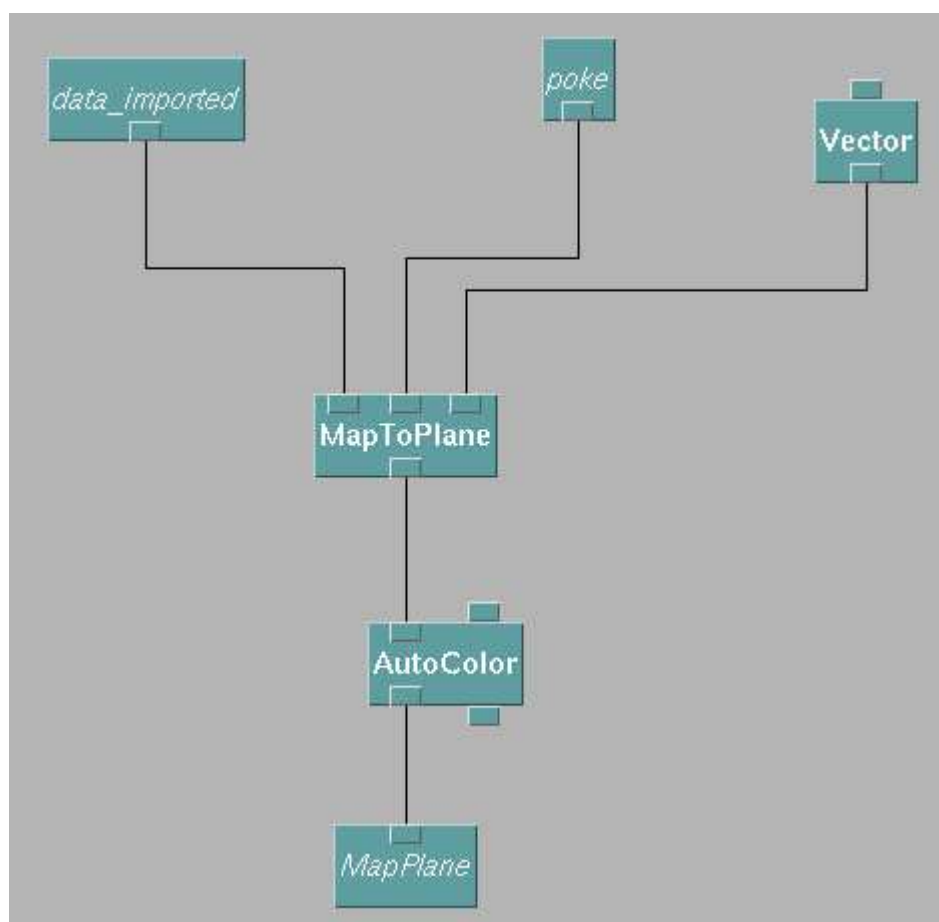 data_imported
poke
Vector
MapToPlane
AutoColor
MapPlane